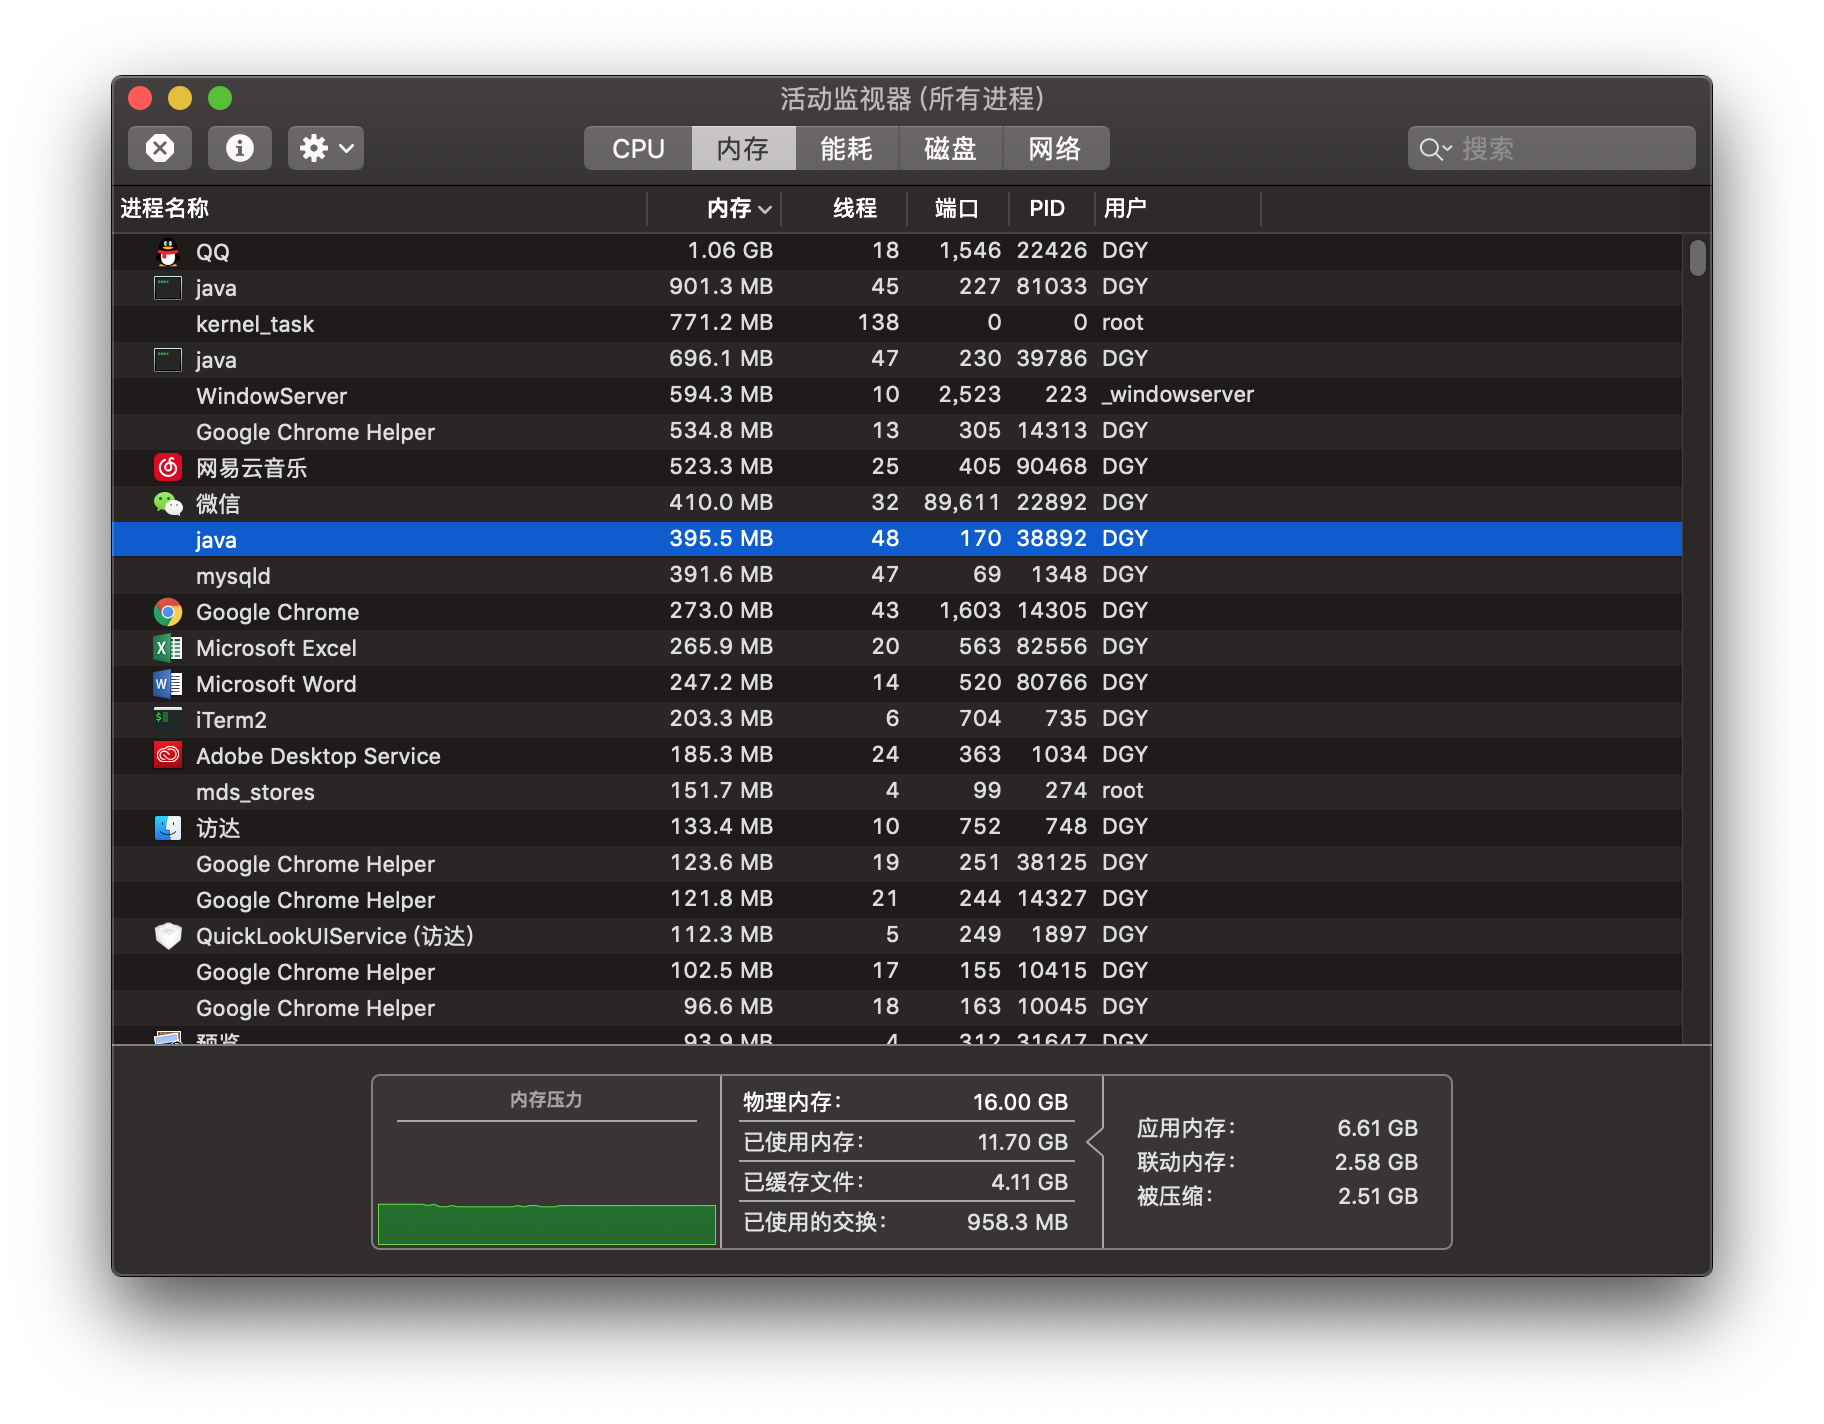 活动监视器 (所有进程)
CPU 内存 能耗 磁盘 网络 搜索
进程名称 内存 线程 端口 PID 用户
QQ 1.06 GB 18 1,546 22426 DGY
java 901.3 MB 45 227 81033 DGY
kernel_task 771.2 MB 138 0 0 root
java 696.1 MB 47 230 39786 DGY
WindowServer 594.3 MB 10 2,523 223 _windowserver
Google Chrome Helper 534.8 MB 13 305 14313 DGY
网易云音乐 523.3 MB 25 405 90468 DGY
微信 410.0 MB 32 89,611 22892 DGY
java 395.5 MB 48 170 38892 DGY
mysqld 391.6 MB 47 69 1348 DGY
Google Chrome 273.0 MB 43 1,603 14305 DGY
Microsoft Excel 265.9 MB 20 563 82556 DGY
Microsoft Word 247.2 MB 14 520 80766 DGY
iTerm2 203.3 MB 6 704 735 DGY
Adobe Desktop Service 185.3 MB 24 363 1034 DGY
mds_stores 151.7 MB 4 99 274 root
访达 133.4 MB 10 752 748 DGY
Google Chrome Helper 123.6 MB 19 251 38125 DGY
Google Chrome Helper 121.8 MB 21 244 14327 DGY
QuickLookUIService (访达) 112.3 MB 5 249 1897 DGY
Google Chrome Helper 102.5 MB 17 155 10415 DGY
Google Chrome Helper 96.6 MB 18 163 10045 DGY
预览 93.9 MB 4 312 31647 DGY
内存压力
物理内存： 16.00 GB
已使用内存： 11.70 GB
已缓存文件： 4.11 GB
已使用的交换： 958.3 MB
应用内存： 6.61 GB
联动内存： 2.58 GB
被压缩： 2.51 GB